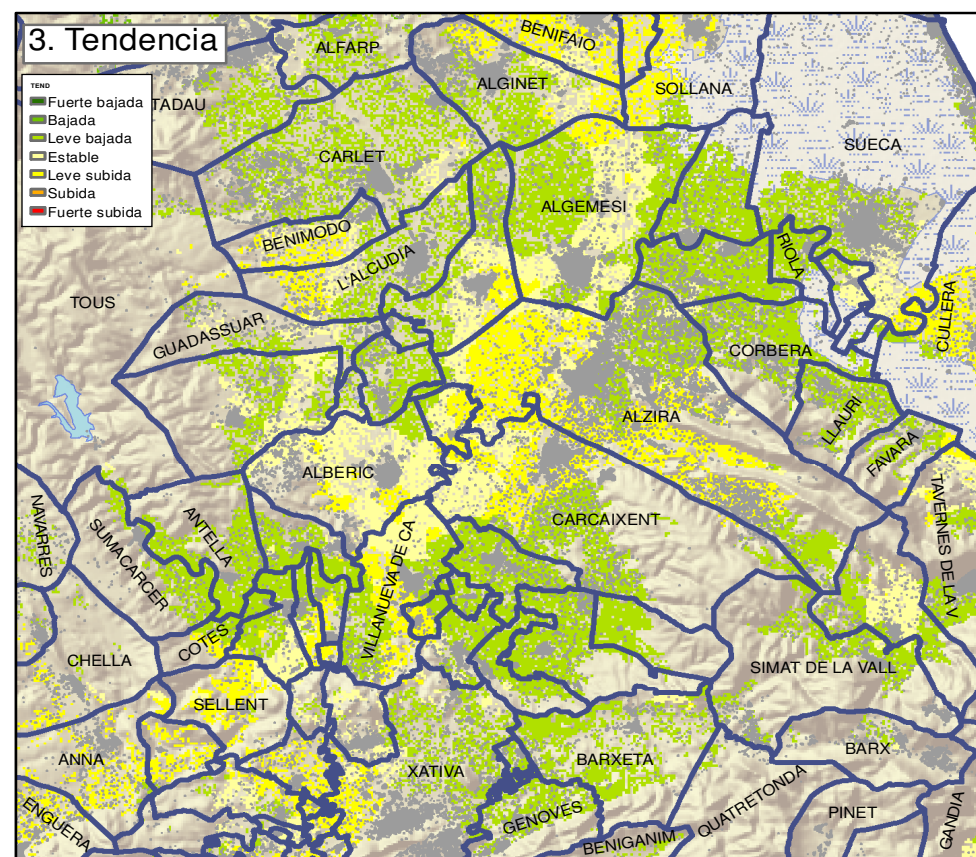 3. Tendencia
TEND
Fuerte bajada
Bajada
Leve bajada
Estable
Leve subida
Subida
Fuerte subida
ALFARP
BENIFAIO
ALGINET
SOLLANA
TADAU
SUECA
CARLET
ALGEMESI
BENIMODO
L'ALCUDIA
RIOLA
TOUS
GUADASSUAR
CULLERA
CORBERA
ALZIRA
LLAURI
FAVARA
ALBERIC
CARCAIXENT
NAVARRES
SUMACARCER
ANTELLA
TAVERNES DE LA V
VILLANUEVA DE CA
COTES
CHELLA
SIMAT DE LA VALL
SELLENT
ANNA
XATIVA
BARXETA
BARX
ENGUERA
GENOVES
QUATRETONDA
PINET
GANDIA
BENIGANIM